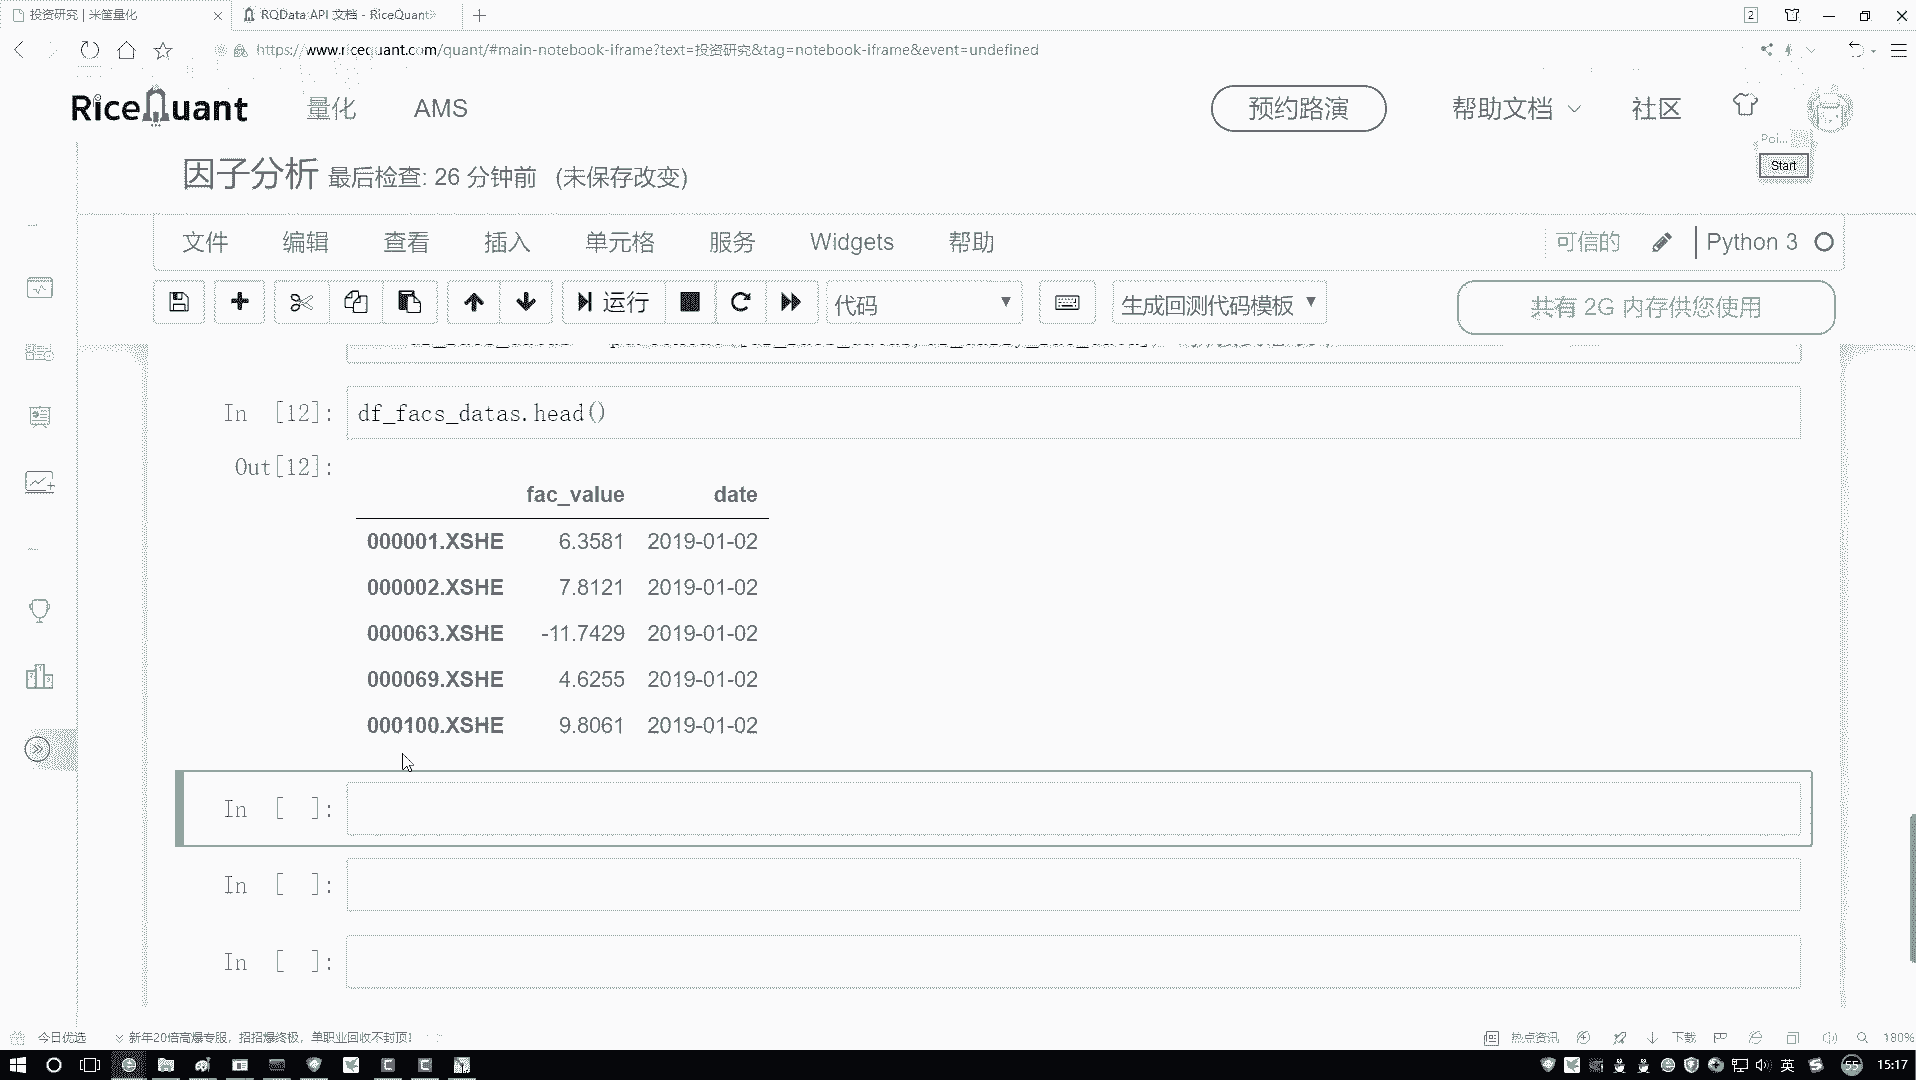 投资研究 | 米筐量化
RQData API 文档 - RiceQuant
2
https://www.ricequant.com/quant/#main-notebook-iframe?text=投资研究&tag=notebook-iframe&event=undefined
RiceQuant
量化
AMS
预约路演
帮助文档
社区
Poi...
Start
因子分析 最后检查: 26 分钟前 (未保存改变)
文件 编辑 查看 插入 单元格 服务 Widgets 帮助
可信的
Python 3
运行
代码
生成回测代码模板
共有 2G 内存供您使用
In [12]: df_facs_datas.head()
Out[12]:
fac_value date
000001.XSHE 6.3581 2019-01-02
000002.XSHE 7.8121 2019-01-02
000063.XSHE -11.7429 2019-01-02
000069.XSHE 4.6255 2019-01-02
000100.XSHE 9.8061 2019-01-02
In [ ]:
In [ ]:
In [ ]:
今日优选
新年20倍高爆专服，招招爆终极，单职业回收不封顶!
热点资讯
下载
180%
英
55
15:17